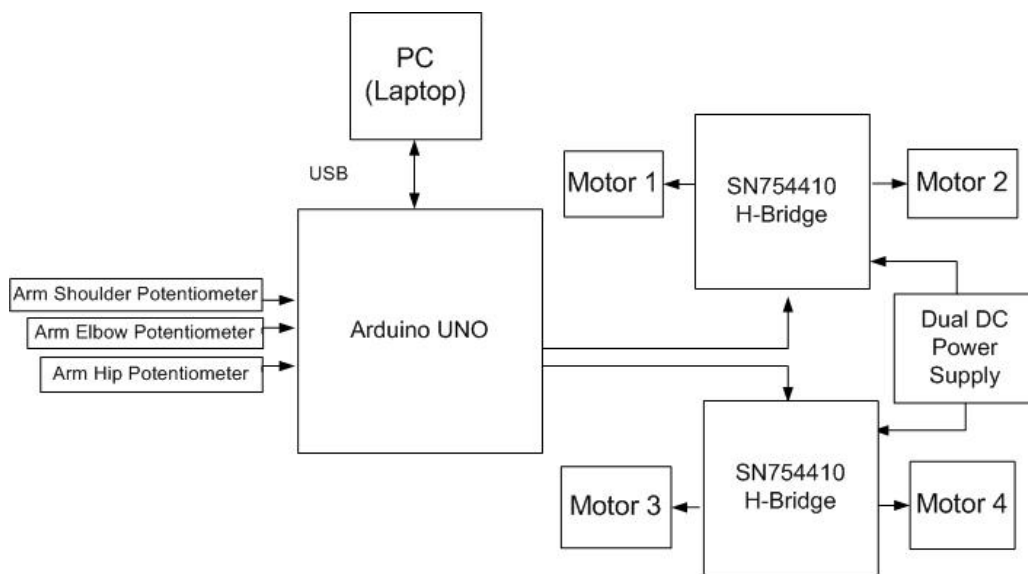 PC
(Laptop)
USB
Motor 1
SN754410
H-Bridge
Motor 2
Arm Shoulder Potentiometer
Arm Elbow Potentiometer
Arm Hip Potentiometer
Arduino UNO
Dual DC
Power
Supply
Motor 3
SN754410
H-Bridge
Motor 4